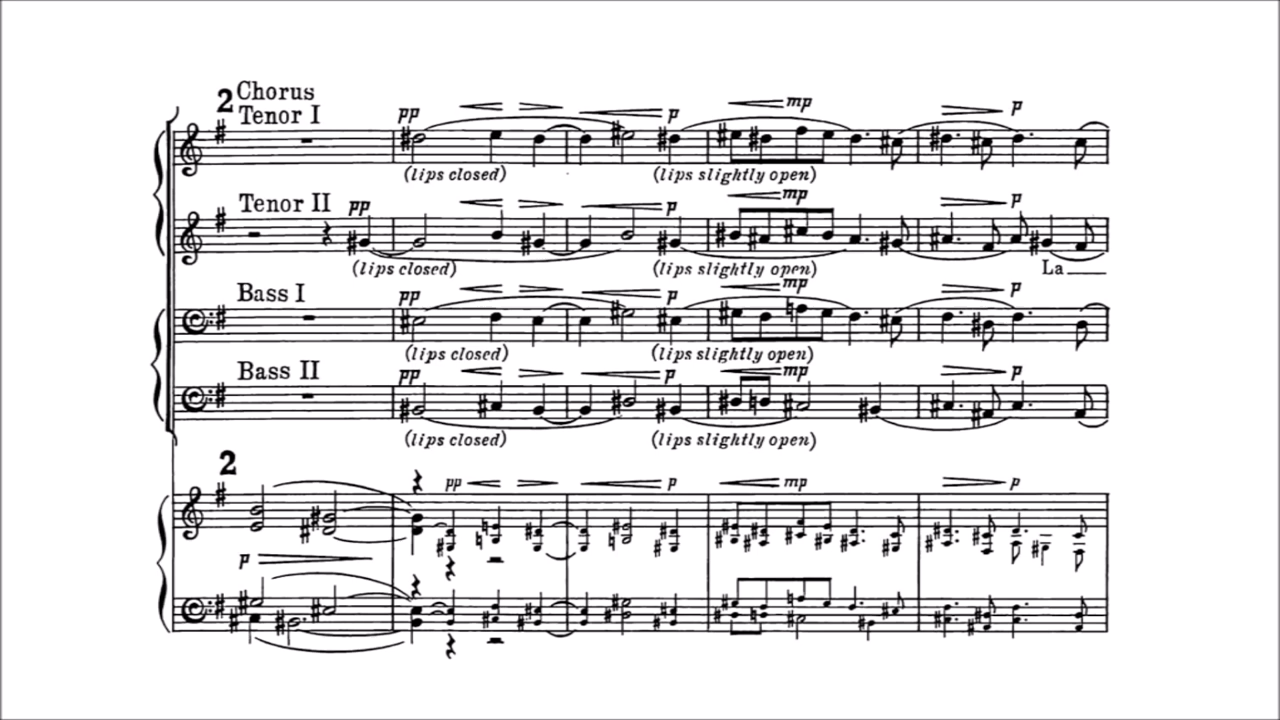 2 Chorus
Tenor I
pp p mp p
(lips closed) (lips slightly open)
Tenor II pp p mp p
(lips closed) (lips slightly open) La
Bass I
pp p mp p
(lips closed) (lips slightly open)
Bass II
pp p mp p
(lips closed) (lips slightly open)
2
pp p mp p
p